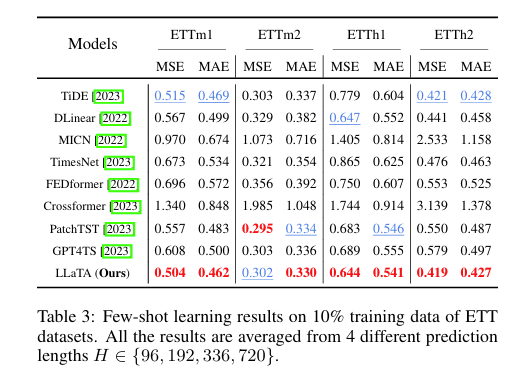 Models ETTm1 ETTm2 ETTh1 ETTh2
MSE MAE MSE MAE MSE MAE MSE MAE
TiDE [2023] 0.515 0.469 0.303 0.337 0.779 0.604 0.421 0.428
DLinear [2022] 0.567 0.499 0.329 0.382 0.647 0.552 0.441 0.458
MICN [2022] 0.970 0.674 1.073 0.716 1.405 0.814 2.533 1.158
TimesNet [2023] 0.673 0.534 0.321 0.354 0.865 0.625 0.476 0.463
FEDformer [2022] 0.696 0.572 0.356 0.392 0.750 0.607 0.553 0.525
Crossformer [2023] 1.340 0.848 1.985 1.048 1.744 0.914 3.139 1.378
PatchTST [2023] 0.557 0.483 0.295 0.334 0.683 0.546 0.550 0.487
GPT4TS [2023] 0.608 0.500 0.303 0.336 0.689 0.555 0.579 0.497
LLaTA (Ours) 0.504 0.462 0.302 0.330 0.644 0.541 0.419 0.427
Table 3: Few-shot learning results on 10% training data of ETT
datasets. All the results are averaged from 4 different prediction
lengths H ∈ {96, 192, 336, 720}.